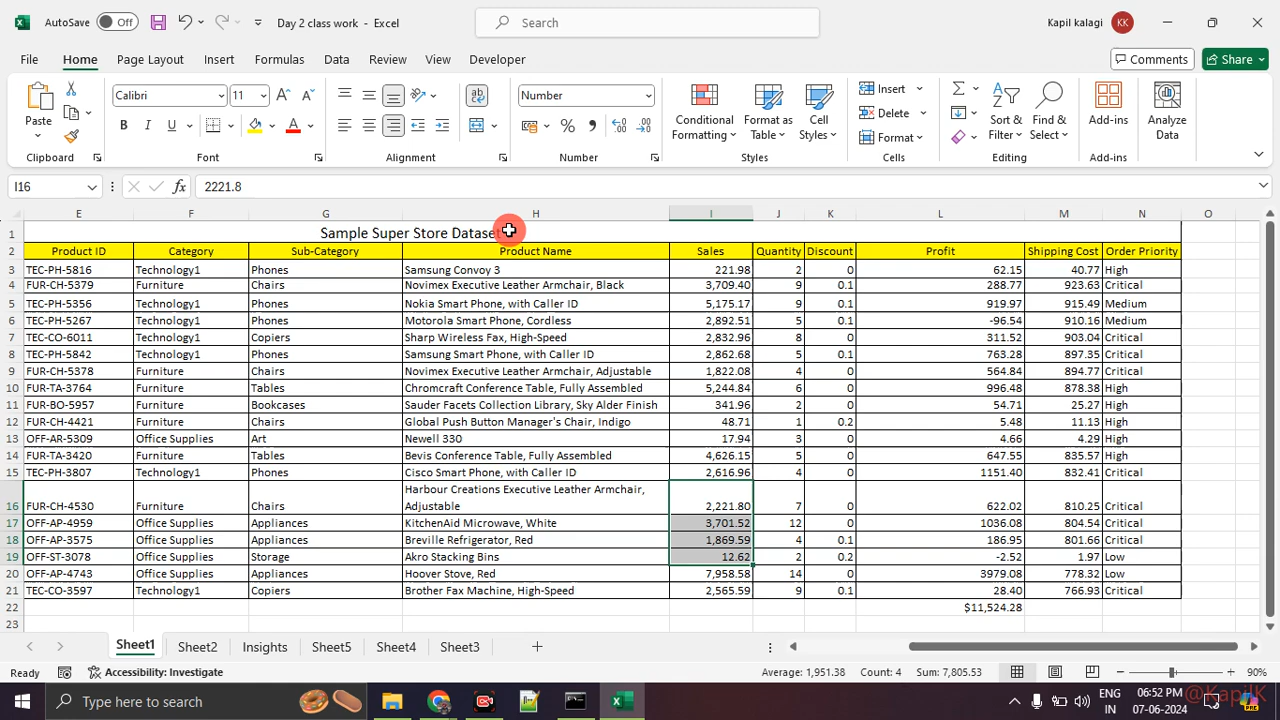 AutoSave Off Day 2 class work - Excel Search Kapil kalagi KK
File Home Page Layout Insert Formulas Data Review View Developer Comments Share
Paste Calibri 11 B I U A A A ab Number % , Conditional Formatting Format as Table Cell Styles Insert Delete Format Sort & Filter Find & Select Add-ins Analyze Data
Clipboard Font Alignment Number Styles Cells Editing Add-ins
I16 fx 2221.8
E F G H I J K L M N O
1 Sample Super Store Dataset
2 Product ID Category Sub-Category Product Name Sales Quantity Discount Profit Shipping Cost Order Priority
3 TEC-PH-5816 Technology1 Phones Samsung Convoy 3 221.98 2 0 62.15 40.77 High
4 FUR-CH-5379 Furniture Chairs Novimex Executive Leather Armchair, Black 3,709.40 9 0.1 288.77 923.63 Critical
5 TEC-PH-5356 Technology1 Phones Nokia Smart Phone, with Caller ID 5,175.17 9 0.1 919.97 915.49 Medium
6 TEC-PH-5267 Technology1 Phones Motorola Smart Phone, Cordless 2,892.51 5 0.1 -96.54 910.16 Medium
7 TEC-CO-6011 Technology1 Copiers Sharp Wireless Fax, High-Speed 2,832.96 8 0 311.52 903.04 Critical
8 TEC-PH-5842 Technology1 Phones Samsung Smart Phone, with Caller ID 2,862.68 5 0.1 763.28 897.35 Critical
9 FUR-CH-5378 Furniture Chairs Novimex Executive Leather Armchair, Adjustable 1,822.08 4 0 564.84 894.77 Critical
10 FUR-TA-3764 Furniture Tables Chromcraft Conference Table, Fully Assembled 5,244.84 6 0 996.48 878.38 High
11 FUR-BO-5957 Furniture Bookcases Sauder Facets Collection Library, Sky Alder Finish 341.96 2 0 54.71 25.27 High
12 FUR-CH-4421 Furniture Chairs Global Push Button Manager's Chair, Indigo 48.71 1 0.2 5.48 11.13 High
13 OFF-AR-5309 Office Supplies Art Newell 330 17.94 3 0 4.66 4.29 High
14 FUR-TA-3420 Furniture Tables Bevis Conference Table, Fully Assembled 4,626.15 5 0 647.55 835.57 High
15 TEC-PH-3807 Technology1 Phones Cisco Smart Phone, with Caller ID 2,616.96 4 0 1151.40 832.41 Critical
Harbour Creations Executive Leather Armchair,
16 FUR-CH-4530 Furniture Chairs Adjustable 2,221.80 7 0 622.02 810.25 Critical
17 OFF-AP-4959 Office Supplies Appliances KitchenAid Microwave, White 3,701.52 12 0 1036.08 804.54 Critical
18 OFF-AP-3575 Office Supplies Appliances Breville Refrigerator, Red 1,869.59 4 0.1 186.95 801.66 Critical
19 OFF-ST-3078 Office Supplies Storage Akro Stacking Bins 12.62 2 0.2 -2.52 1.97 Low
20 OFF-AP-4743 Office Supplies Appliances Hoover Stove, Red 7,958.58 14 0 3979.08 778.32 Low
21 TEC-CO-3597 Technology1 Copiers Brother Fax Machine, High-Speed 2,565.59 9 0.1 28.40 766.93 Critical
22 $11,524.28
23
Sheet1 Sheet2 Insights Sheet5 Sheet4 Sheet3
Ready Accessibility: Investigate Average: 1,951.38 Count: 4 Sum: 7,805.53 90%
Type here to search ENG IN 06:52 PM 07-06-2024 @KapilK